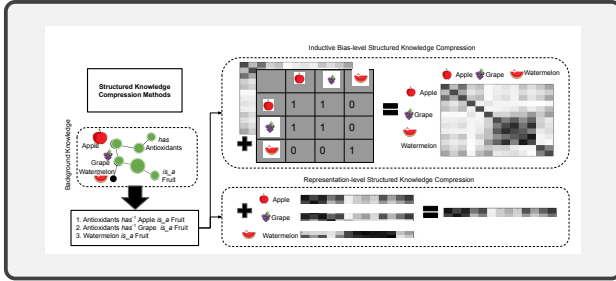 Inductive Bias-level Structured Knowledge Compression
Structured Knowledge
Compression Methods
Background Knowledge
Apple
has
Antioxidants
Grape
Watermelon
is_a
Fruit
1. Antioxidants has⁻¹ Apple is_a Fruit
2. Antioxidants has⁻¹ Grape is_a Fruit
3. Watermelon is_a Fruit
1 1 0
1 1 0
0 0 1
Apple Grape Watermelon
Apple
Grape
Watermelon
Representation-level Structured Knowledge Compression
Apple
Grape
Watermelon